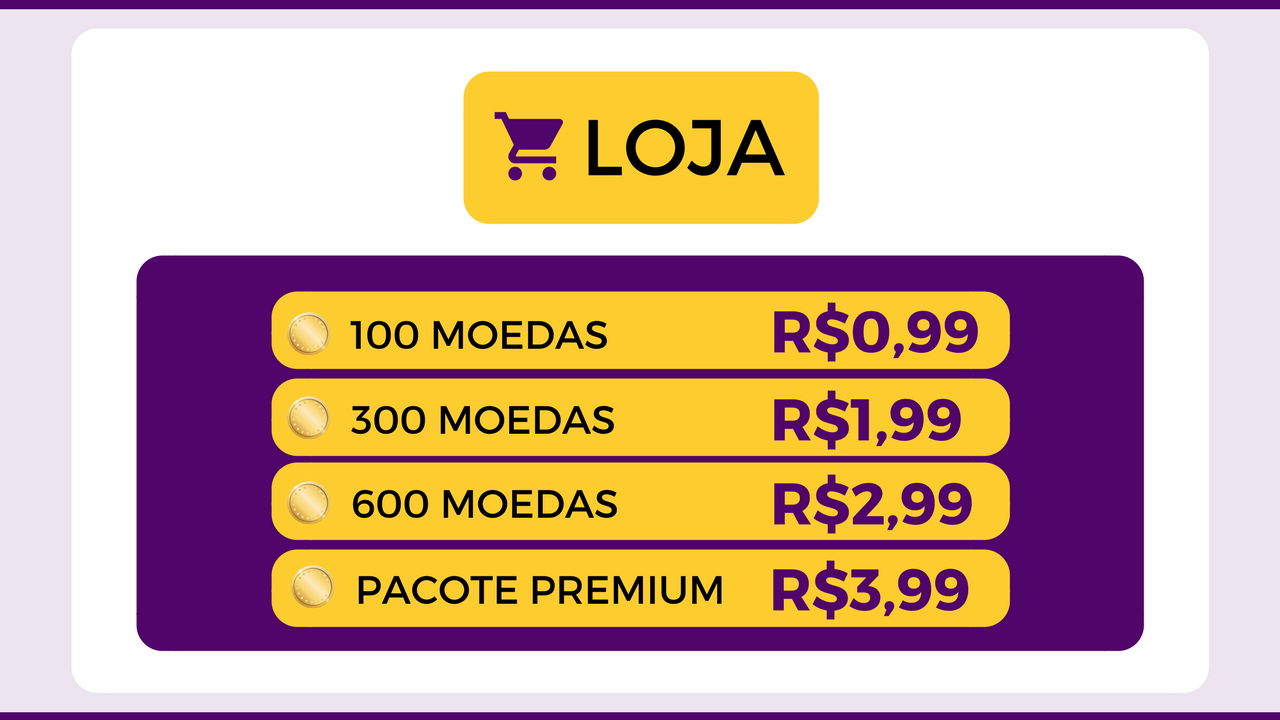 LOJA
100 MOEDAS R$0,99
300 MOEDAS R$1,99
600 MOEDAS R$2,99
PACOTE PREMIUM R$3,99